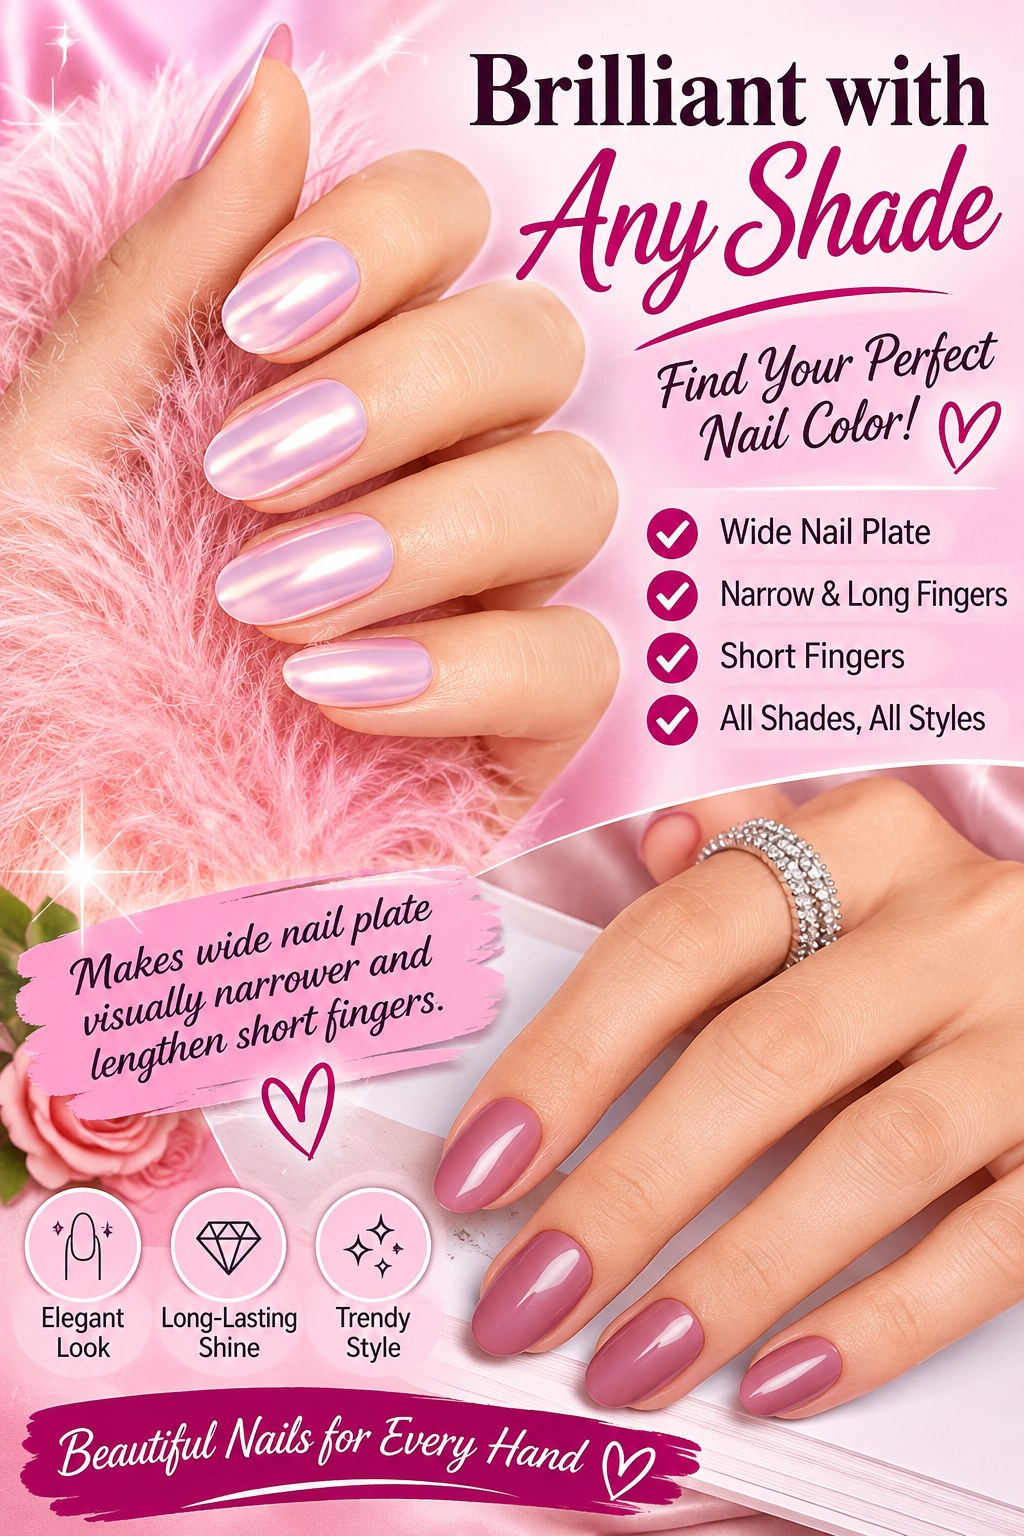 Brilliant with
Any Shade
Find Your Perfect
Nail Color!
Wide Nail Plate
Narrow & Long Fingers
Short Fingers
All Shades, All Styles
Makes wide nail plate
visually narrower and
lengthen short fingers.
Elegant
Look
Long-Lasting
Shine
Trendy
Style
Beautiful Nails for Every Hand